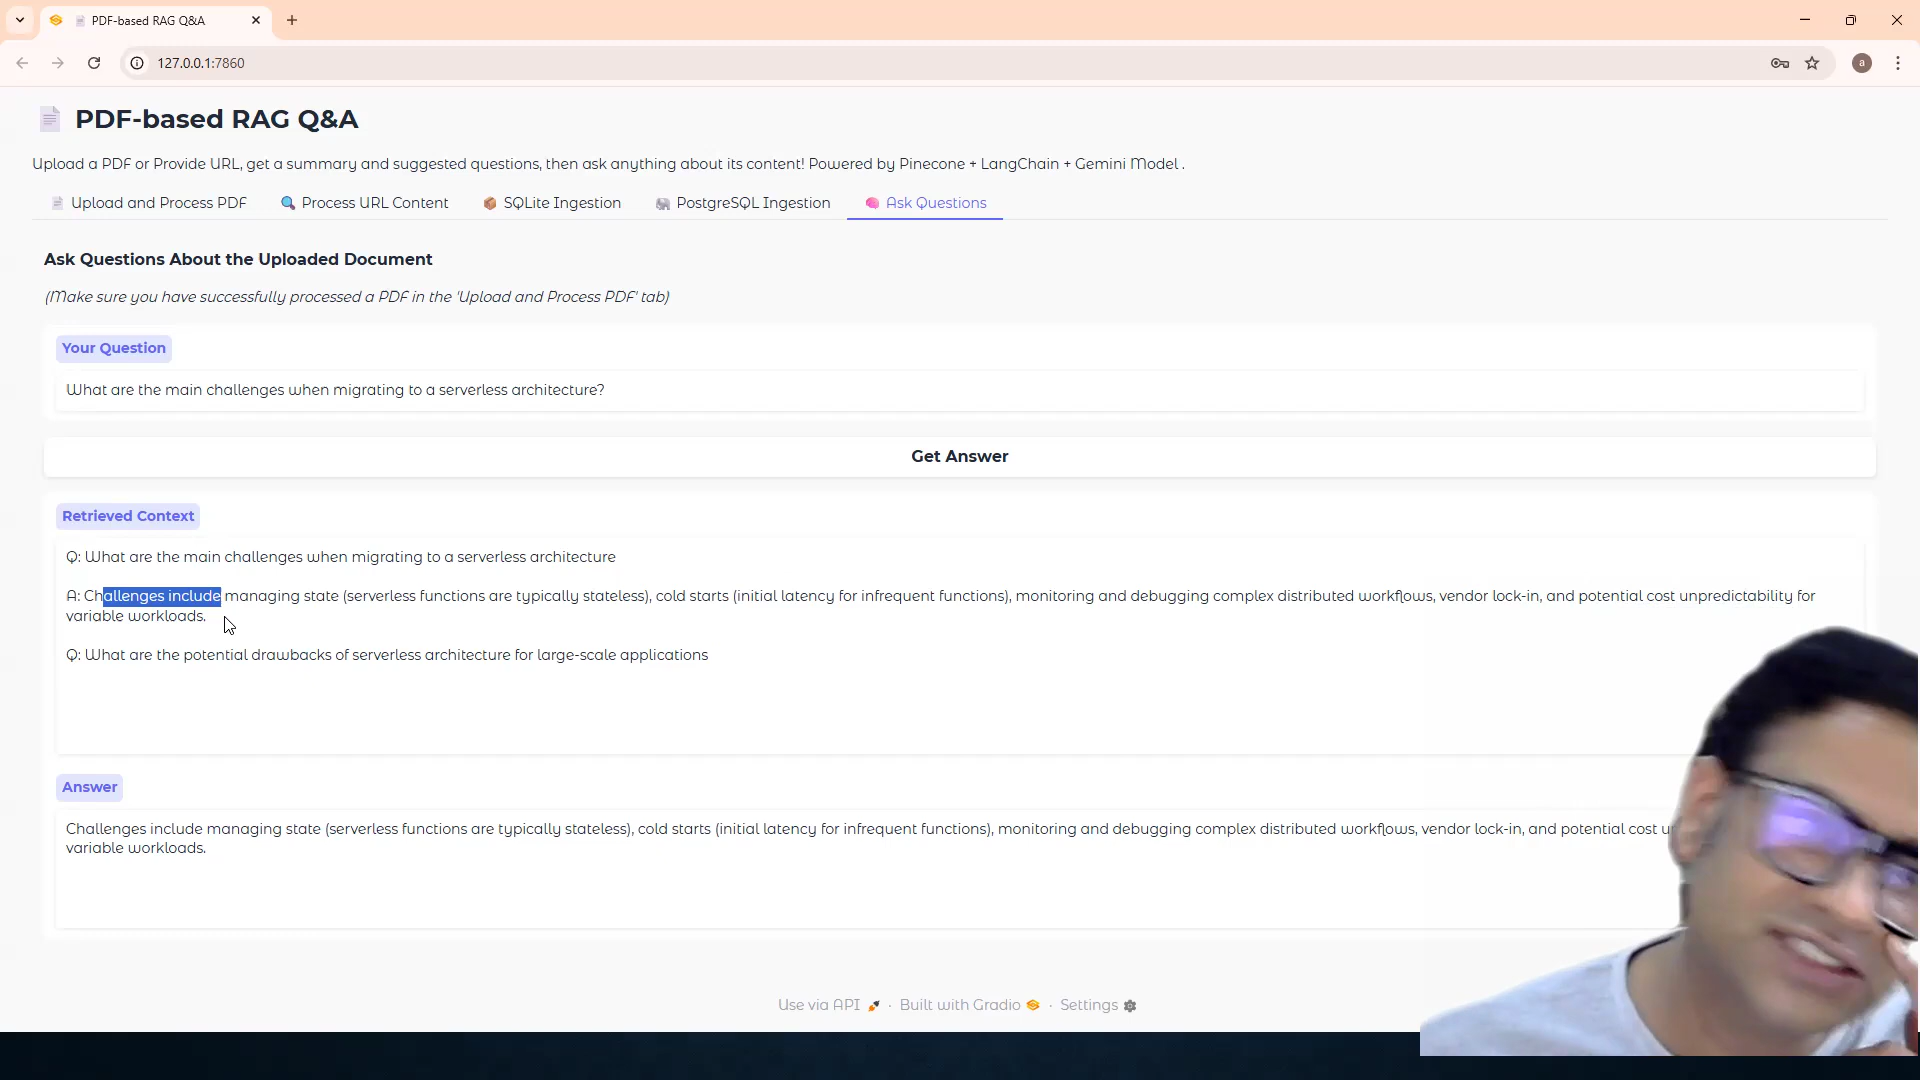 PDF-based RAG Q&A
127.0.0.1:7860
a
PDF-based RAG Q&A
Upload a PDF or Provide URL, get a summary and suggested questions, then ask anything about its content! Powered by Pinecone + LangChain + Gemini Model .
Upload and Process PDF Process URL Content SQLite Ingestion PostgreSQL Ingestion Ask Questions
Ask Questions About the Uploaded Document
(Make sure you have successfully processed a PDF in the 'Upload and Process PDF' tab)
Your Question
What are the main challenges when migrating to a serverless architecture?
Get Answer
Retrieved Context
Q: What are the main challenges when migrating to a serverless architecture
A: Challenges include managing state (serverless functions are typically stateless), cold starts (initial latency for infrequent functions), monitoring and debugging complex distributed workflows, vendor lock-in, and potential cost unpredictability for
variable workloads.
Q: What are the potential drawbacks of serverless architecture for large-scale applications
Answer
Challenges include managing state (serverless functions are typically stateless), cold starts (initial latency for infrequent functions), monitoring and debugging complex distributed workflows, vendor lock-in, and potential cost
variable workloads.
Use via API · Built with Gradio · Settings